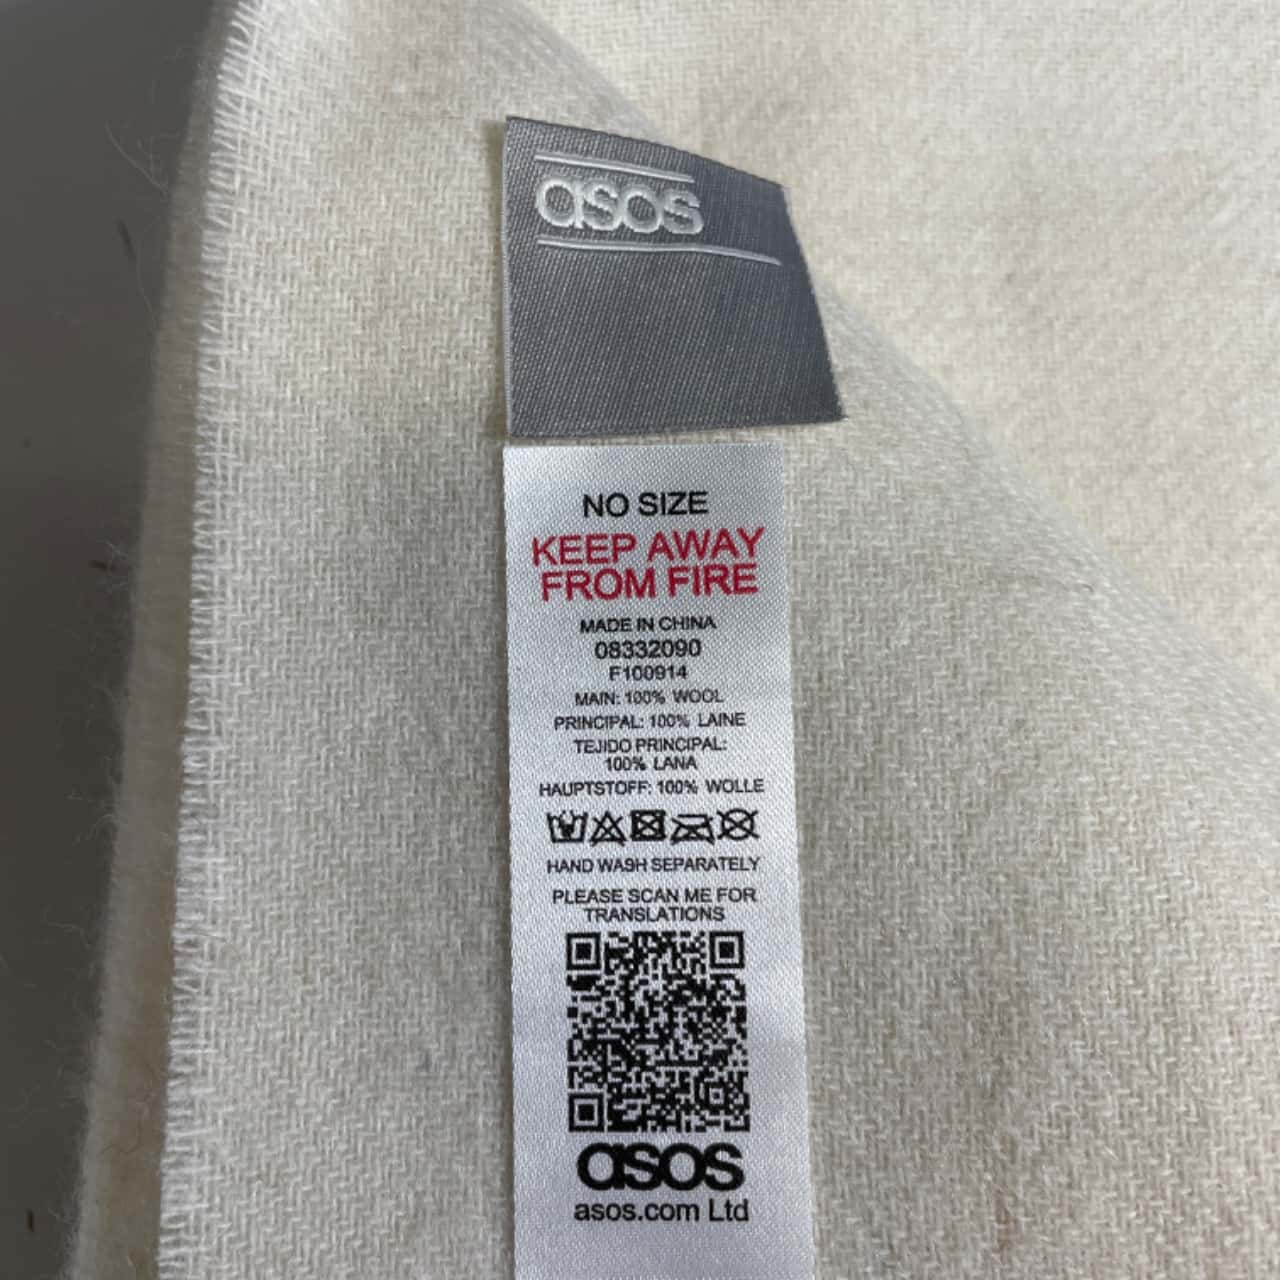 asos
NO SIZE
KEEP AWAY
FROM FIRE
MADE IN CHINA
08332090
F100914
MAIN: 100% WOOL
PRINCIPAL: 100% LAINE
TEJIDO PRINCIPAL:
100% LANA
HAUPTSTOFF: 100% WOLLE
HAND WASH SEPARATELY
PLEASE SCAN ME FOR
TRANSLATIONS
asos
asos.com Ltd